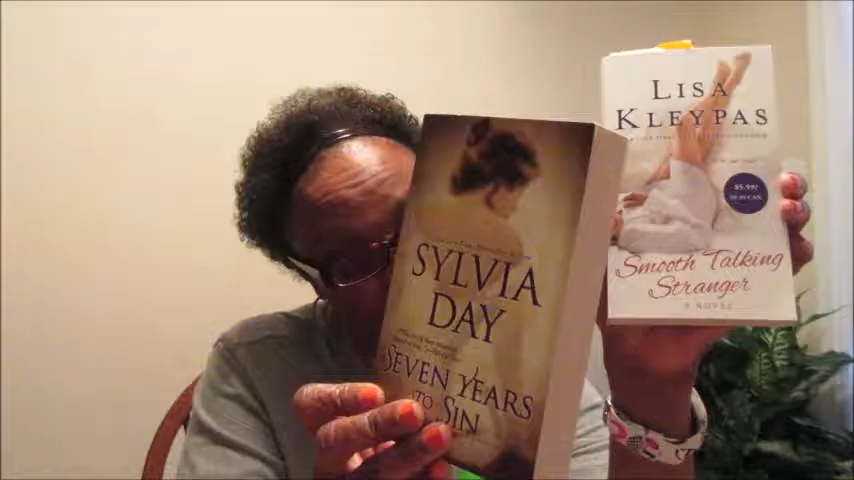 SYLVIA
DAY
SEVEN YEARS
TO SIN
LISA
KLEYPAS
$5.99!
Smooth Talking
Stranger
A NOVEL